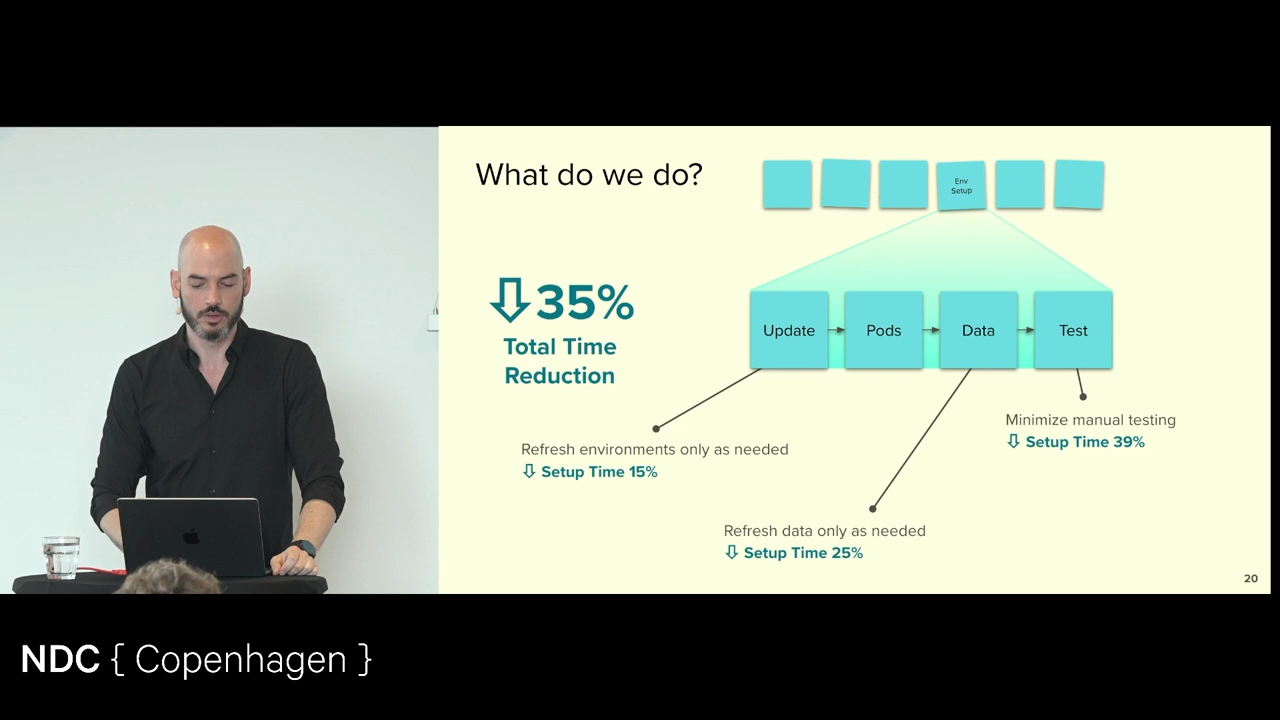 What do we do?
Env
Setup
35%
Total Time
Reduction
Update
Pods
Data
Test
Minimize manual testing
Setup Time 39%
Refresh environments only as needed
Setup Time 15%
Refresh data only as needed
Setup Time 25%
20
NDC { Copenhagen }